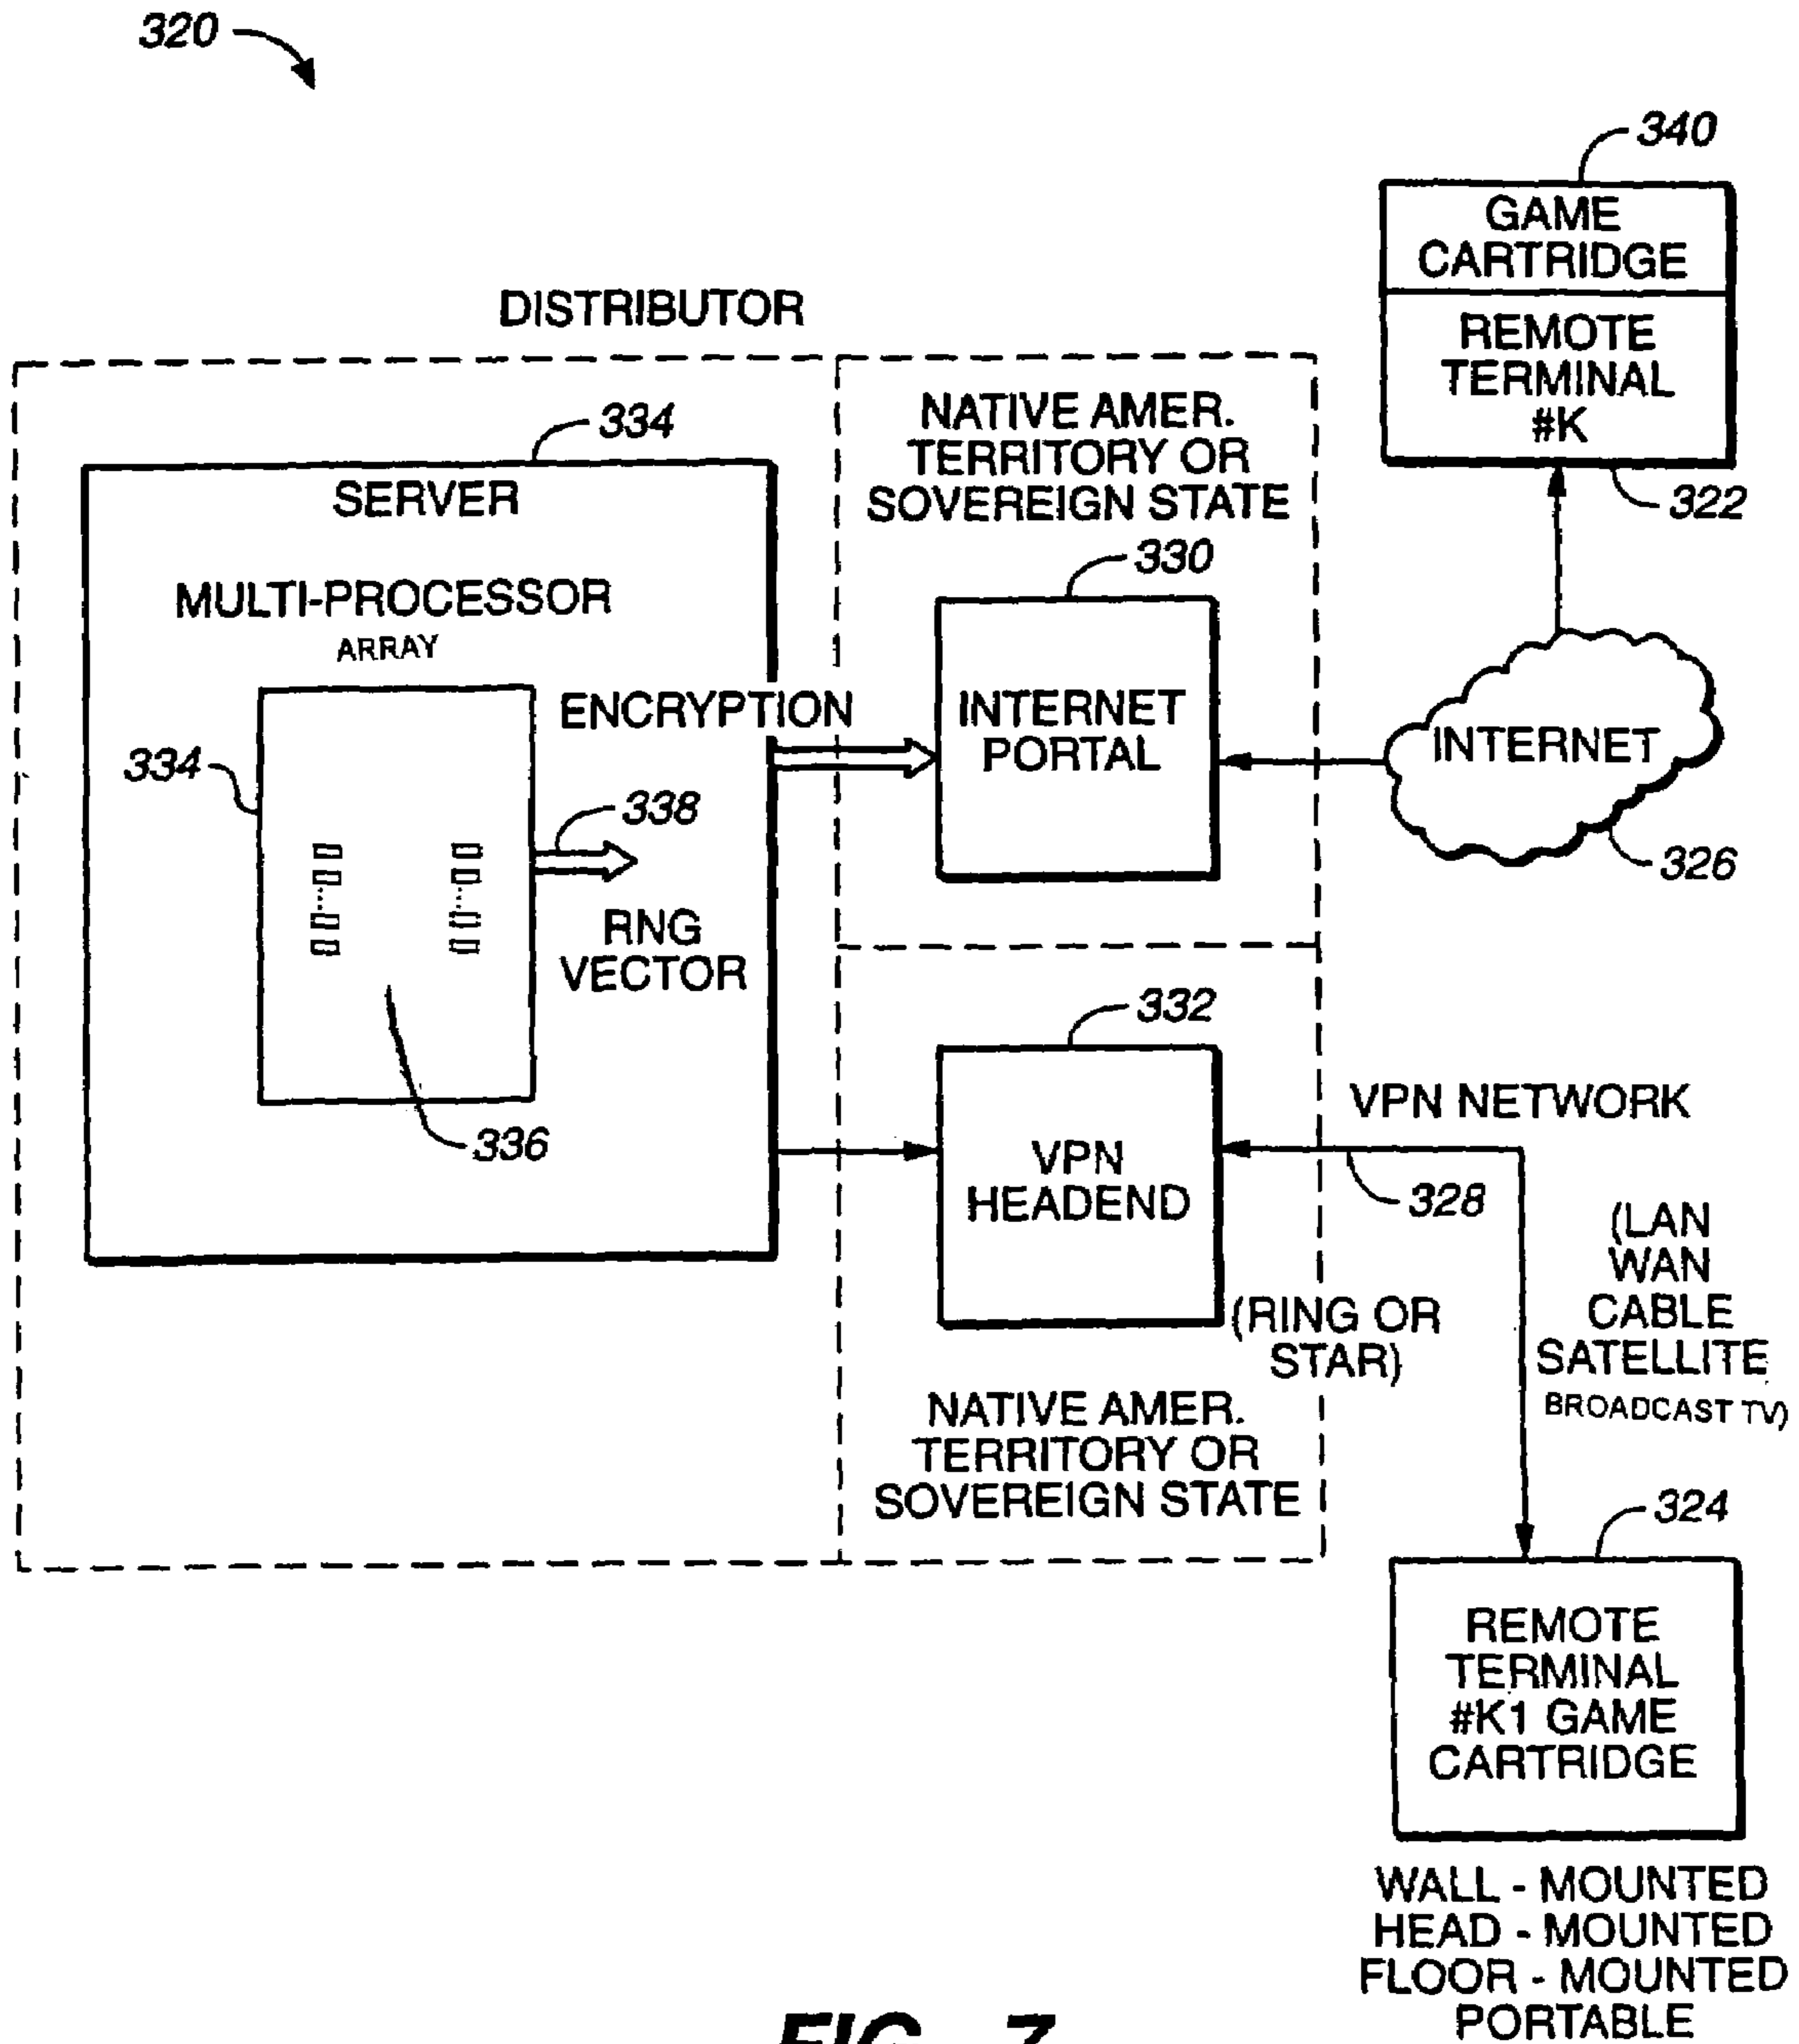 320
340
GAME
CARTRIDGE
REMOTE
TERMINAL
#K
322
DISTRIBUTOR
334
SERVER
MULTI-PROCESSOR
ARRAY
334
336
338
RNG
VECTOR
ENCRYPTION
NATIVE AMER.
TERRITORY OR
SOVEREIGN STATE
330
INTERNET
PORTAL
INTERNET
326
332
VPN
HEADEND
VPN NETWORK
328
(LAN
WAN
CABLE
SATELLITE
BROADCAST TV)
(RING OR
STAR)
NATIVE AMER.
TERRITORY OR
SOVEREIGN STATE
324
REMOTE
TERMINAL
#K1 GAME
CARTRIDGE
WALL - MOUNTED
HEAD - MOUNTED
FLOOR - MOUNTED
PORTABLE
FIG._7